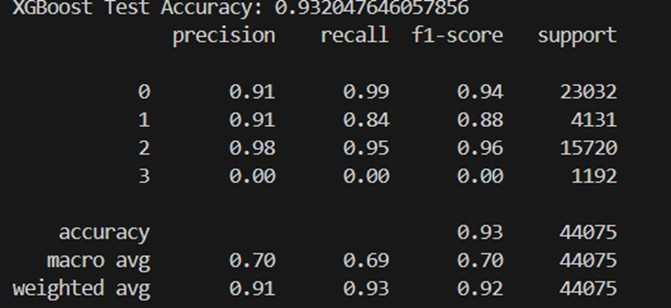 XGBoost Test Accuracy: 0.932047646057856
precision recall f1-score support
0 0.91 0.99 0.94 23032
1 0.91 0.84 0.88 4131
2 0.98 0.95 0.96 15720
3 0.00 0.00 0.00 1192
accuracy 0.93 44075
macro avg 0.70 0.69 0.70 44075
weighted avg 0.91 0.93 0.92 44075